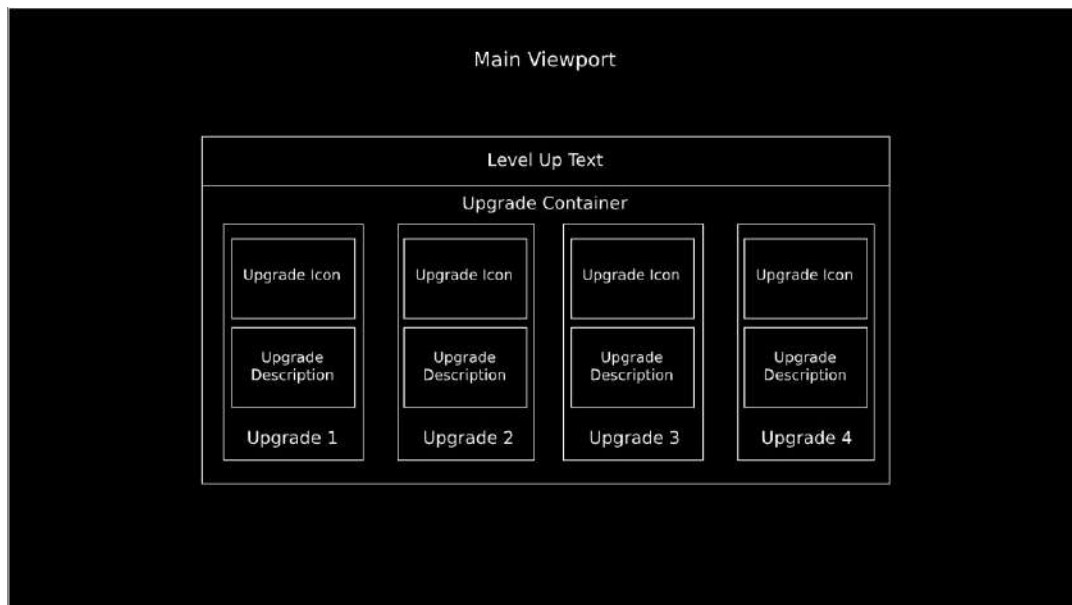 Main Viewport
Level Up Text
Upgrade Container
Upgrade Icon
Upgrade Icon
Upgrade Icon
Upgrade Icon
Upgrade
Description
Upgrade
Description
Upgrade
Description
Upgrade
Description
Upgrade 1
Upgrade 2
Upgrade 3
Upgrade 4